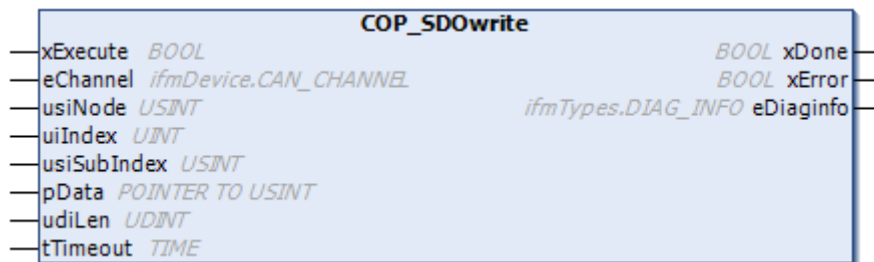 COP_SDOwrite
xExecute BOOL BOOL xDone
eChannel ifmDevice.CAN_CHANNEL BOOL xError
usiNode USINT ifmTypes.DIAG_INFO eDiaginfo
uiIndex UINT
usiSubIndex USINT
pData POINTER TO USINT
udiLen UDINT
tTimeout TIME